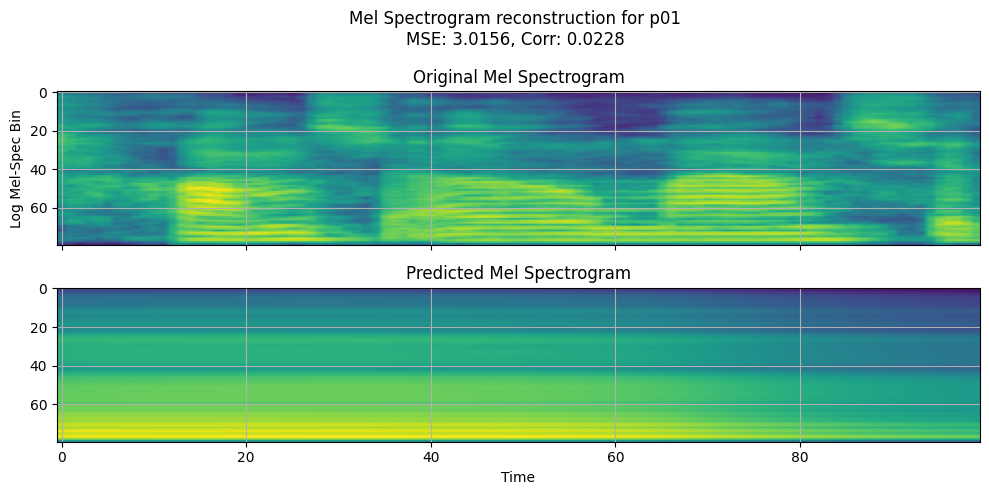 Mel Spectrogram reconstruction for p01
MSE: 3.0156, Corr: 0.0228
Original Mel Spectrogram
Log Mel-Spec Bin
0
20
40
60
Predicted Mel Spectrogram
0
20
40
60
0 20 40 60 80
Time